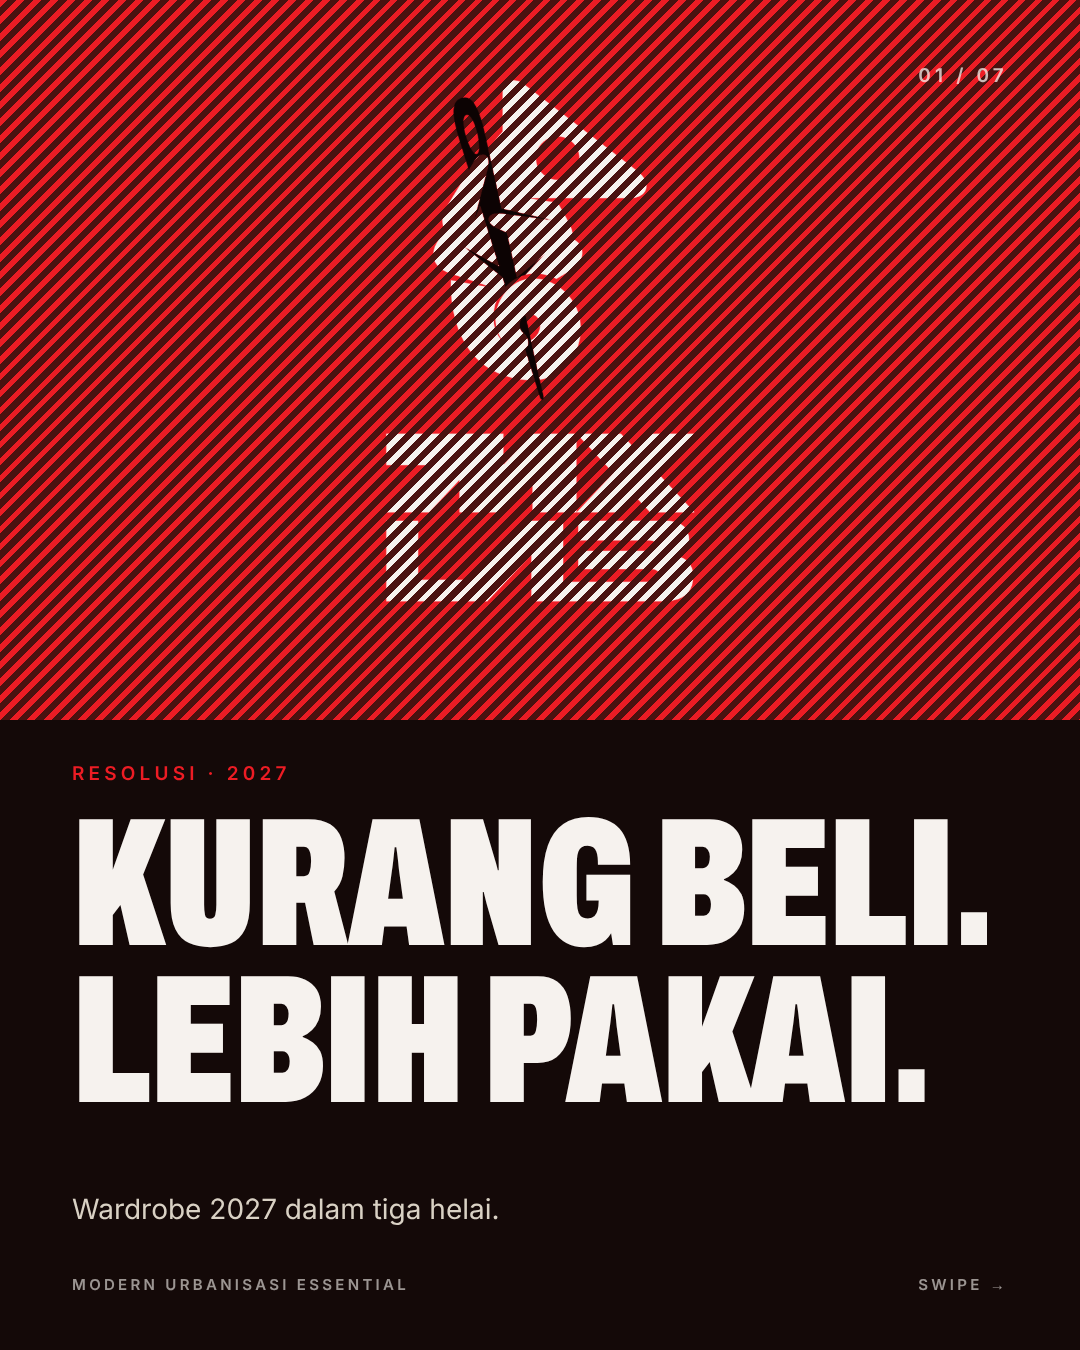 01 / 07
RESOLUSI · 2027
KURANG BELI.
LEBIH PAKAI.
Wardrobe 2027 dalam tiga helai.
MODERN URBANISASI ESSENTIAL
SWIPE →